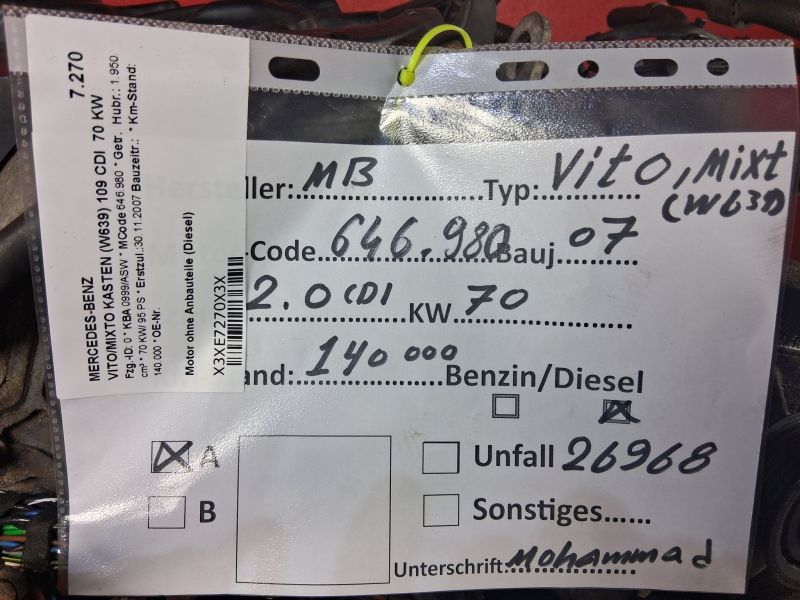 7.270
MERCEDES-BENZ
VITO/MIXTO KASTEN (W639) 109 CDI 70 KW
Fzg.-ID: 0 * KBA 0999/ASW * MCode 646.980 * Getr. Hubr.: 1.950
cm³ * 70 KW/ 95 PS * Erstzul.:30.11.2007 Bauzeitr.: * Km-Stand:
140 000 * OE-Nr.
Motor ohne Anbauteile (Diesel)
X3XE7270X3X
ller: MB Typ: Vito, Mixt
(W639)
-Code 646.980 Bauj 07
2.0 CDI KW 70
and: 140 000 Benzin/Diesel
A Unfall 26968
B Sonstiges......
Unterschrift: Mohammad